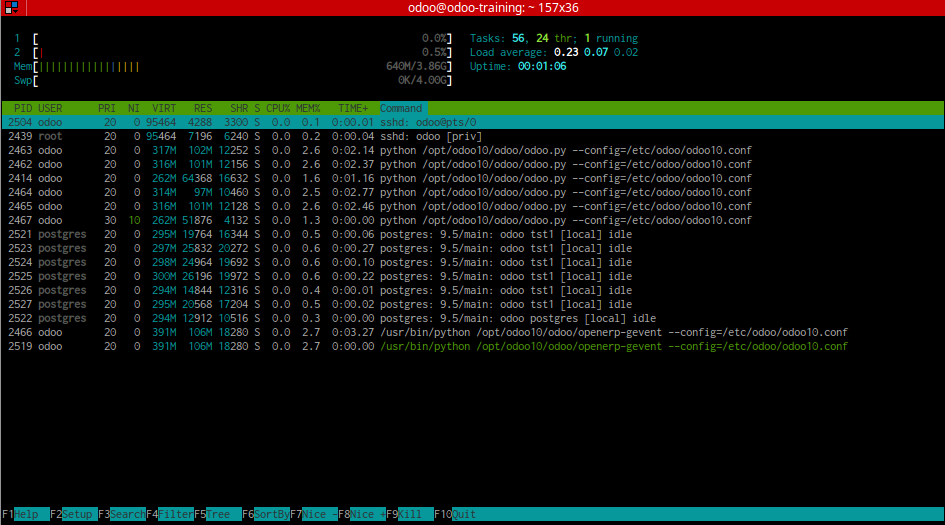 odoo@odoo-training: ~ 157x36
1 [ 0.0%] Tasks: 56, 24 thr; 1 running
2 [| 0.5%] Load average: 0.23 0.07 0.02
Mem[||||||||||||||||| 640M/3.86G] Uptime: 00:01:06
Swp[ 0K/4.00G]
PID USER PRI NI VIRT RES SHR S CPU% MEM% TIME+ Command
2504 odoo 20 0 95464 4288 3300 S 0.0 0.1 0:00.01 sshd: odoo@pts/0
2439 root 20 0 95464 7196 6240 S 0.0 0.2 0:00.04 sshd: odoo [priv]
2463 odoo 20 0 317M 102M 12252 S 0.0 2.6 0:02.14 python /opt/odoo10/odoo/odoo.py --config=/etc/odoo/odoo10.conf
2462 odoo 20 0 316M 101M 12156 S 0.0 2.6 0:02.37 python /opt/odoo10/odoo/odoo.py --config=/etc/odoo/odoo10.conf
2414 odoo 20 0 262M 64368 16632 S 0.0 1.6 0:01.16 python /opt/odoo10/odoo/odoo.py --config=/etc/odoo/odoo10.conf
2464 odoo 20 0 314M 97M 10460 S 0.0 2.5 0:02.77 python /opt/odoo10/odoo/odoo.py --config=/etc/odoo/odoo10.conf
2465 odoo 20 0 316M 101M 12128 S 0.0 2.6 0:02.46 python /opt/odoo10/odoo/odoo.py --config=/etc/odoo/odoo10.conf
2467 odoo 30 10 262M 51876 4132 S 0.0 1.3 0:00.00 python /opt/odoo10/odoo/odoo.py --config=/etc/odoo/odoo10.conf
2521 postgres 20 0 295M 19764 16344 S 0.0 0.5 0:00.06 postgres: 9.5/main: odoo tst1 [local] idle
2523 postgres 20 0 297M 25832 20272 S 0.0 0.6 0:00.27 postgres: 9.5/main: odoo tst1 [local] idle
2524 postgres 20 0 298M 24964 19692 S 0.0 0.6 0:00.10 postgres: 9.5/main: odoo tst1 [local] idle
2525 postgres 20 0 300M 26196 19972 S 0.0 0.6 0:00.22 postgres: 9.5/main: odoo tst1 [local] idle
2526 postgres 20 0 294M 14844 12316 S 0.0 0.4 0:00.01 postgres: 9.5/main: odoo tst1 [local] idle
2527 postgres 20 0 295M 20568 17204 S 0.0 0.5 0:00.02 postgres: 9.5/main: odoo tst1 [local] idle
2522 postgres 20 0 294M 12912 10516 S 0.0 0.3 0:00.00 postgres: 9.5/main: odoo postgres [local] idle
2466 odoo 20 0 391M 106M 18280 S 0.0 2.7 0:03.27 /usr/bin/python /opt/odoo10/odoo/openerp-gevent --config=/etc/odoo/odoo10.conf
2519 odoo 20 0 391M 106M 18280 S 0.0 2.7 0:00.00 /usr/bin/python /opt/odoo10/odoo/openerp-gevent --config=/etc/odoo/odoo10.conf
F1Help F2Setup F3SearchF4FilterF5Tree F6SortByF7Nice -F8Nice +F9Kill F10Quit